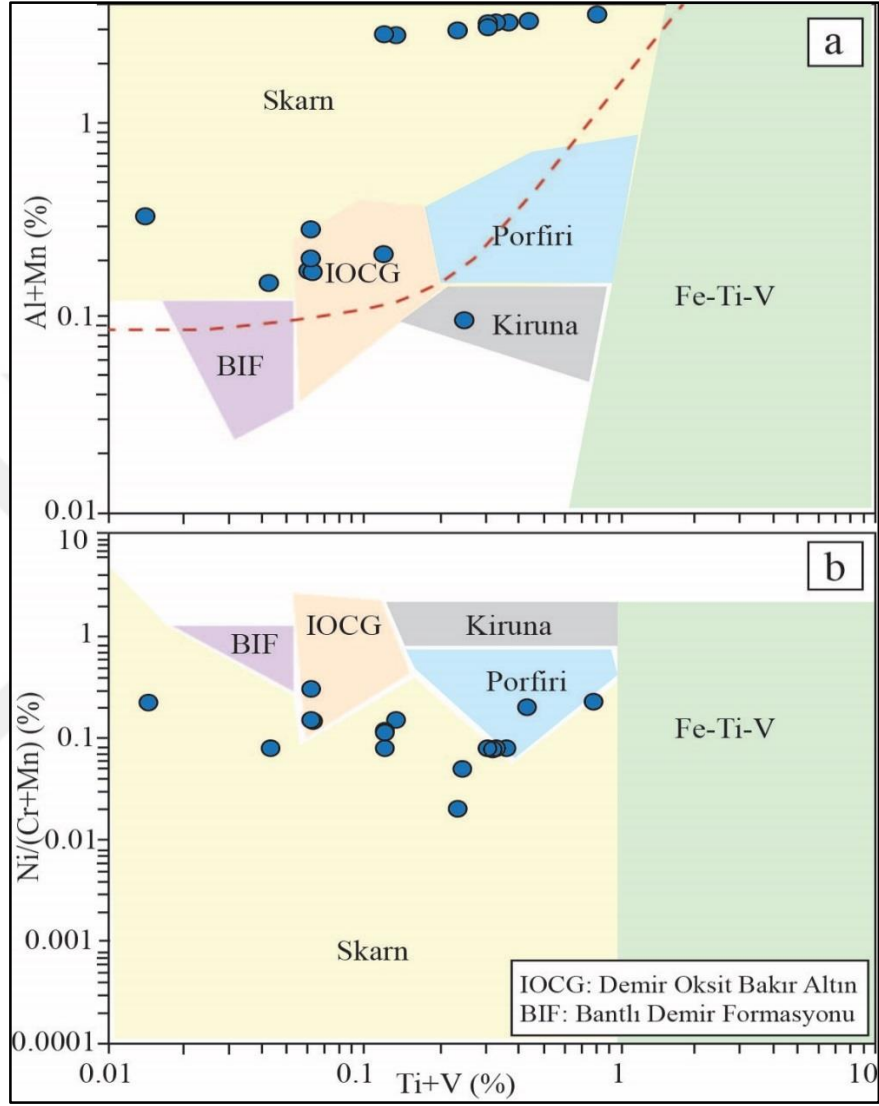 a
Al+Mn (%)
1
0.1
0.01
Skarn
IOCG
Porfiri
Kiruna
BIF
Fe-Ti-V
b
Ni/(Cr+Mn) (%)
10
1
0.1
0.01
0.001
0.0001
BIF
IOCG
Kiruna
Porfiri
Fe-Ti-V
Skarn
IOCG: Demir Oksit Bakır Altın
BIF: Bantlı Demir Formasyonu
0.01
0.1
1
10
Ti+V (%)